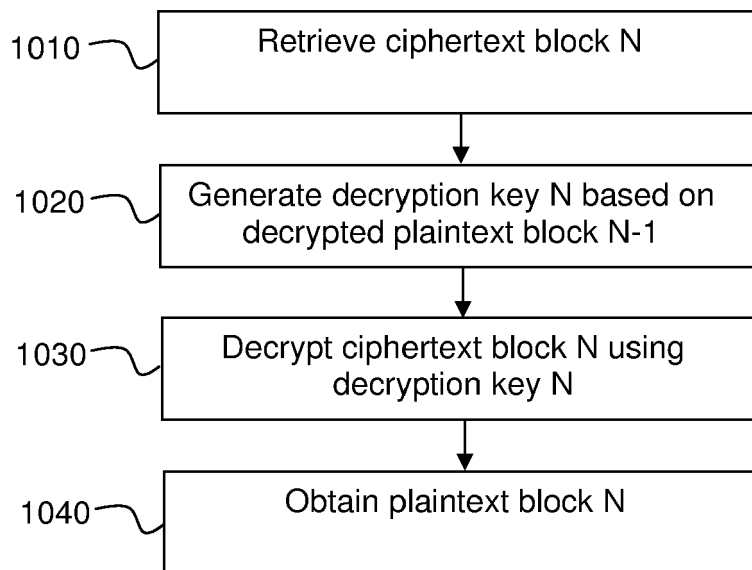 1010
Retrieve ciphertext block N
1020
Generate decryption key N based on
decrypted plaintext block N-1
1030
Decrypt ciphertext block N using
decryption key N
1040
Obtain plaintext block N